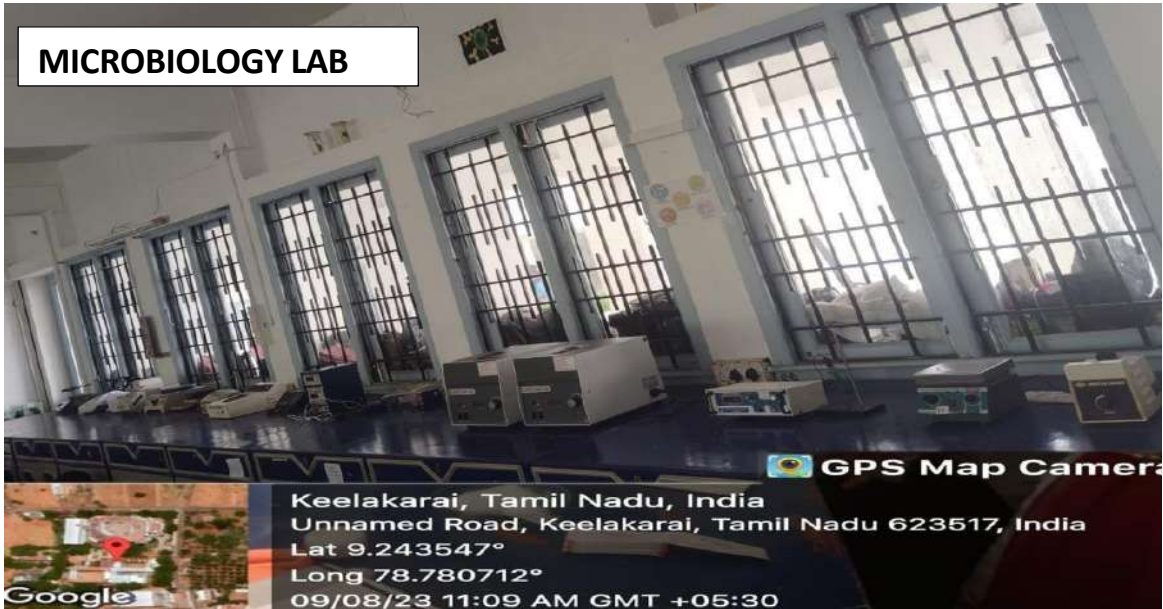 MICROBIOLOGY LAB
GPS Map Camera
Keelakarai, Tamil Nadu, India
Unnamed Road, Keelakarai, Tamil Nadu 623517, India
Lat 9.243547°
Long 78.780712°
09/08/23 11:09 AM GMT +05:30
Google